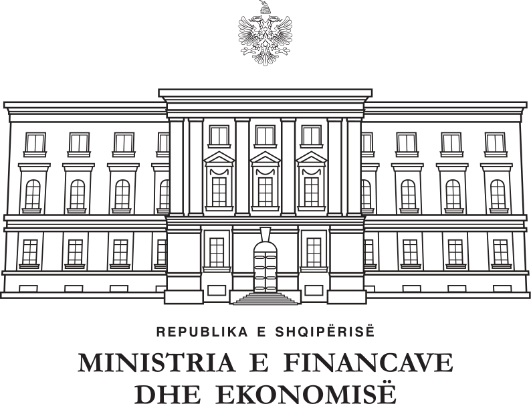 REPUBLIKA E SHQIPËRISË
MINISTRIA E FINANCAVE
DHE EKONOMISË